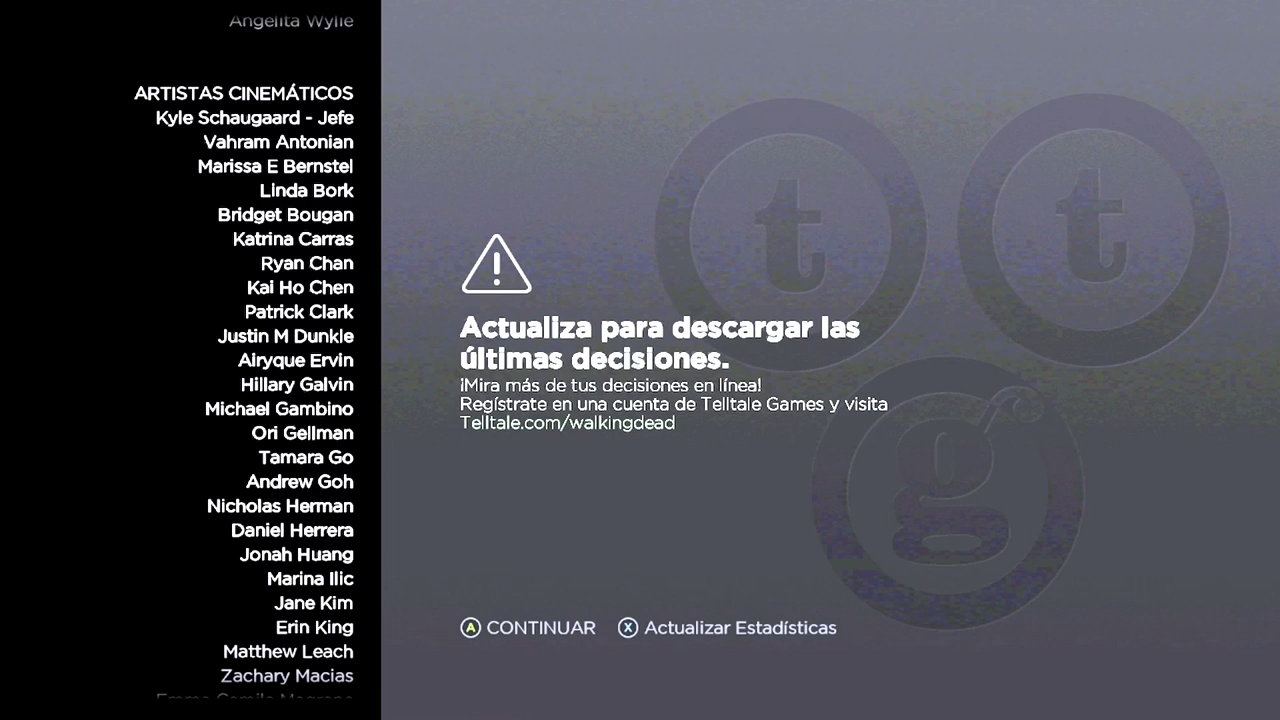 Angelita Wylie
ARTISTAS CINEMÁTICOS
Kyle Schaugaard - Jefe
Vahram Antonian
Marissa E Bernstel
Linda Bork
Bridget Bougan
Katrina Carras
Ryan Chan
Kai Ho Chen
Patrick Clark
Justin M Dunkle
Airyque Ervin
Hillary Galvin
Michael Gambino
Ori Gellman
Tamara Go
Andrew Goh
Nicholas Herman
Daniel Herrera
Jonah Huang
Marina Ilic
Jane Kim
Erin King
Matthew Leach
Zachary Macias
t t
g
Actualiza para descargar las
últimas decisiones.
¡Mira más de tus decisiones en línea!
Regístrate en una cuenta de Telltale Games y visita
Telltale.com/walkingdead
A CONTINUAR X Actualizar Estadísticas